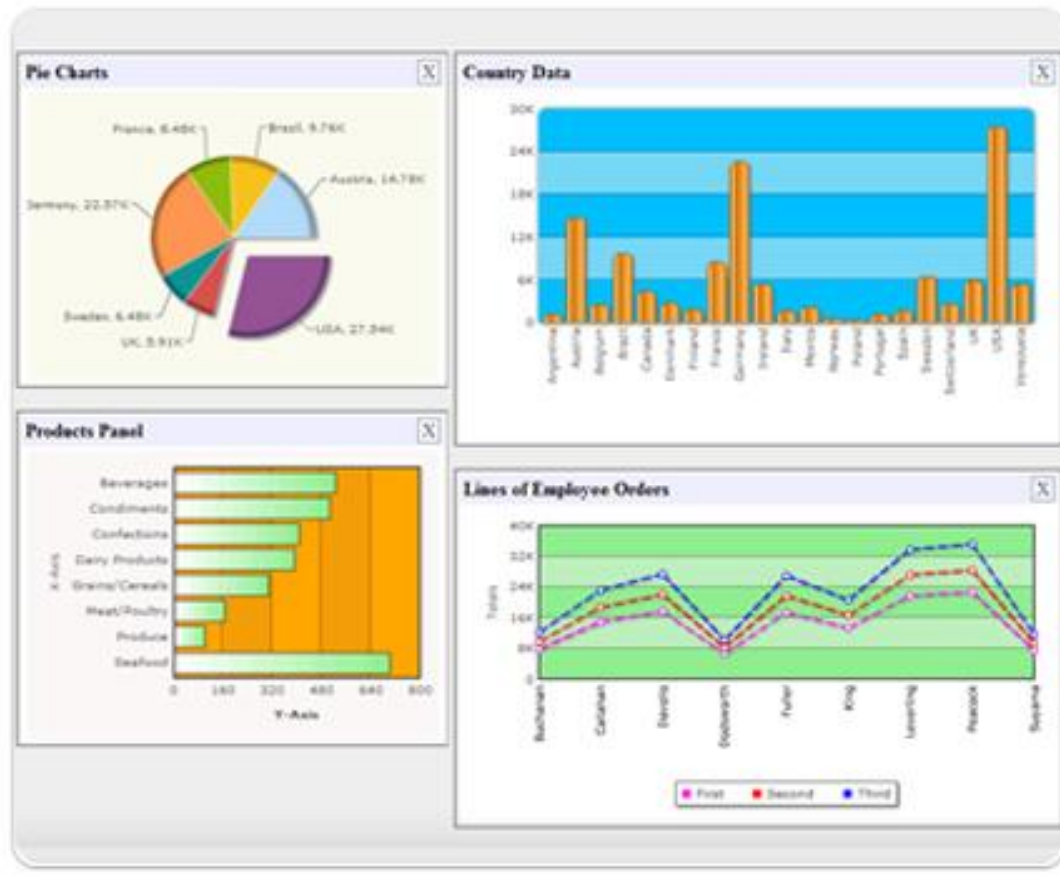 Pie Charts X
France, 8.48K
Brazil, 9.76K
Austria, 14.78K
Germany, 22.57K
Sweden, 6.48K
UK, 5.91K
USA, 27.34K
Country Data X
30K
24K
18K
12K
6K
0
Argentina
Austria
Belgium
Brazil
Canada
Denmark
Finland
France
Germany
Ireland
Italy
Mexico
Norway
Poland
Portugal
Spain
Sweden
Switzerland
UK
USA
Venezuela
Products Panel X
X-Axis
Beverages
Condiments
Confections
Dairy Products
Grains/Cereals
Meat/Poultry
Produce
Seafood
0 160 320 480 640 800
Y-Axis
Lines of Employee Orders X
Totals
40K
32K
24K
16K
8K
0
Buchanan
Callahan
Davolio
Dodsworth
Fuller
King
Leverling
Peacock
Suyama
First Second Third